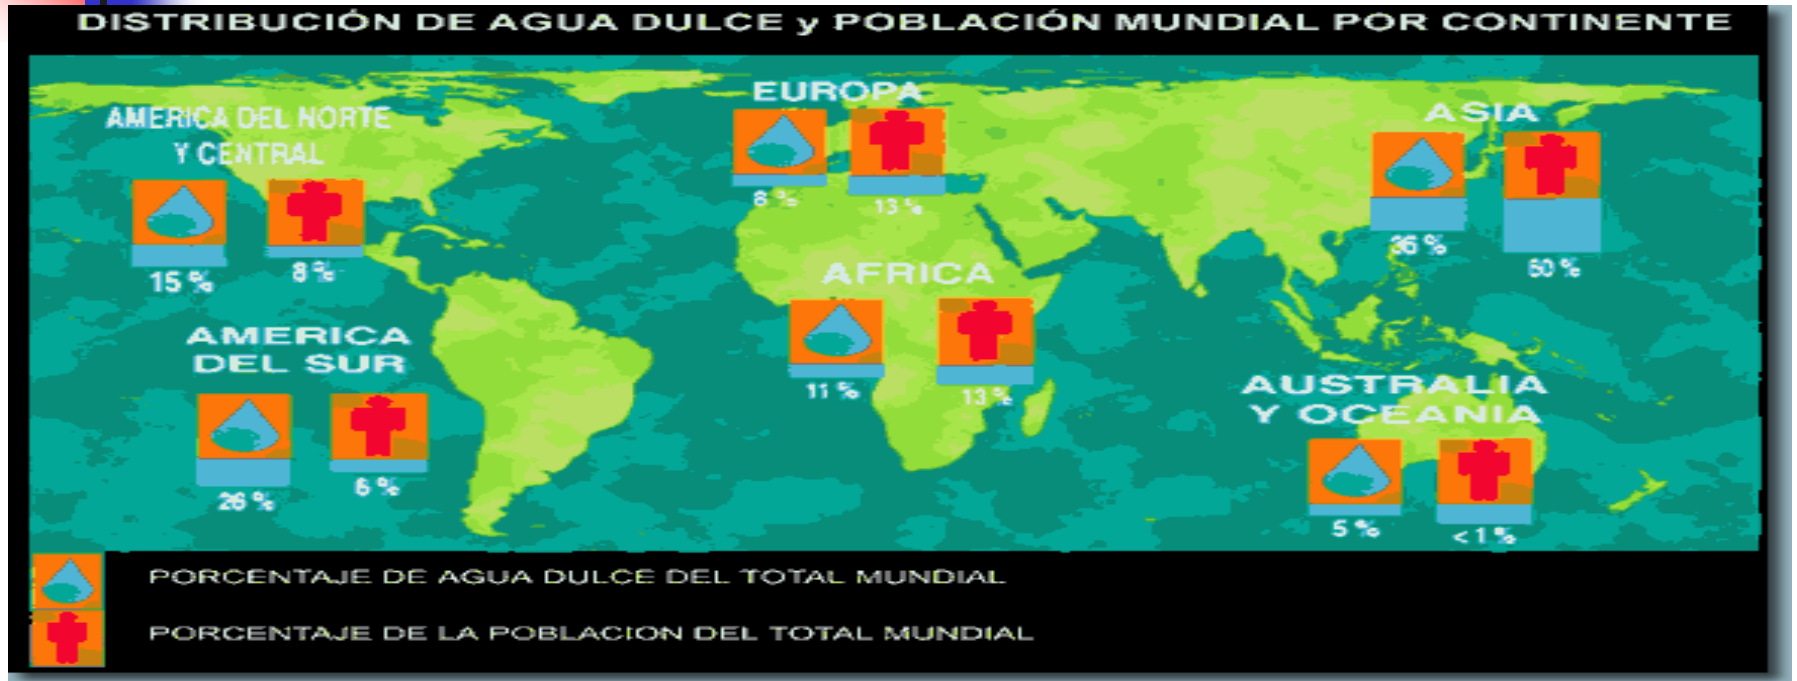 DISTRIBUCIÓN DE AGUA DULCE y POBLACIÓN MUNDIAL POR CONTINENTE
AMERICA DEL NORTE
Y CENTRAL
15 %
8 %
EUROPA
8 %
13 %
ASIA
36 %
60 %
AFRICA
11 %
13 %
AMERICA
DEL SUR
26 %
6 %
AUSTRALIA
Y OCEANIA
5 %
<1 %
PORCENTAJE DE AGUA DULCE DEL TOTAL MUNDIAL
PORCENTAJE DE LA POBLACION DEL TOTAL MUNDIAL